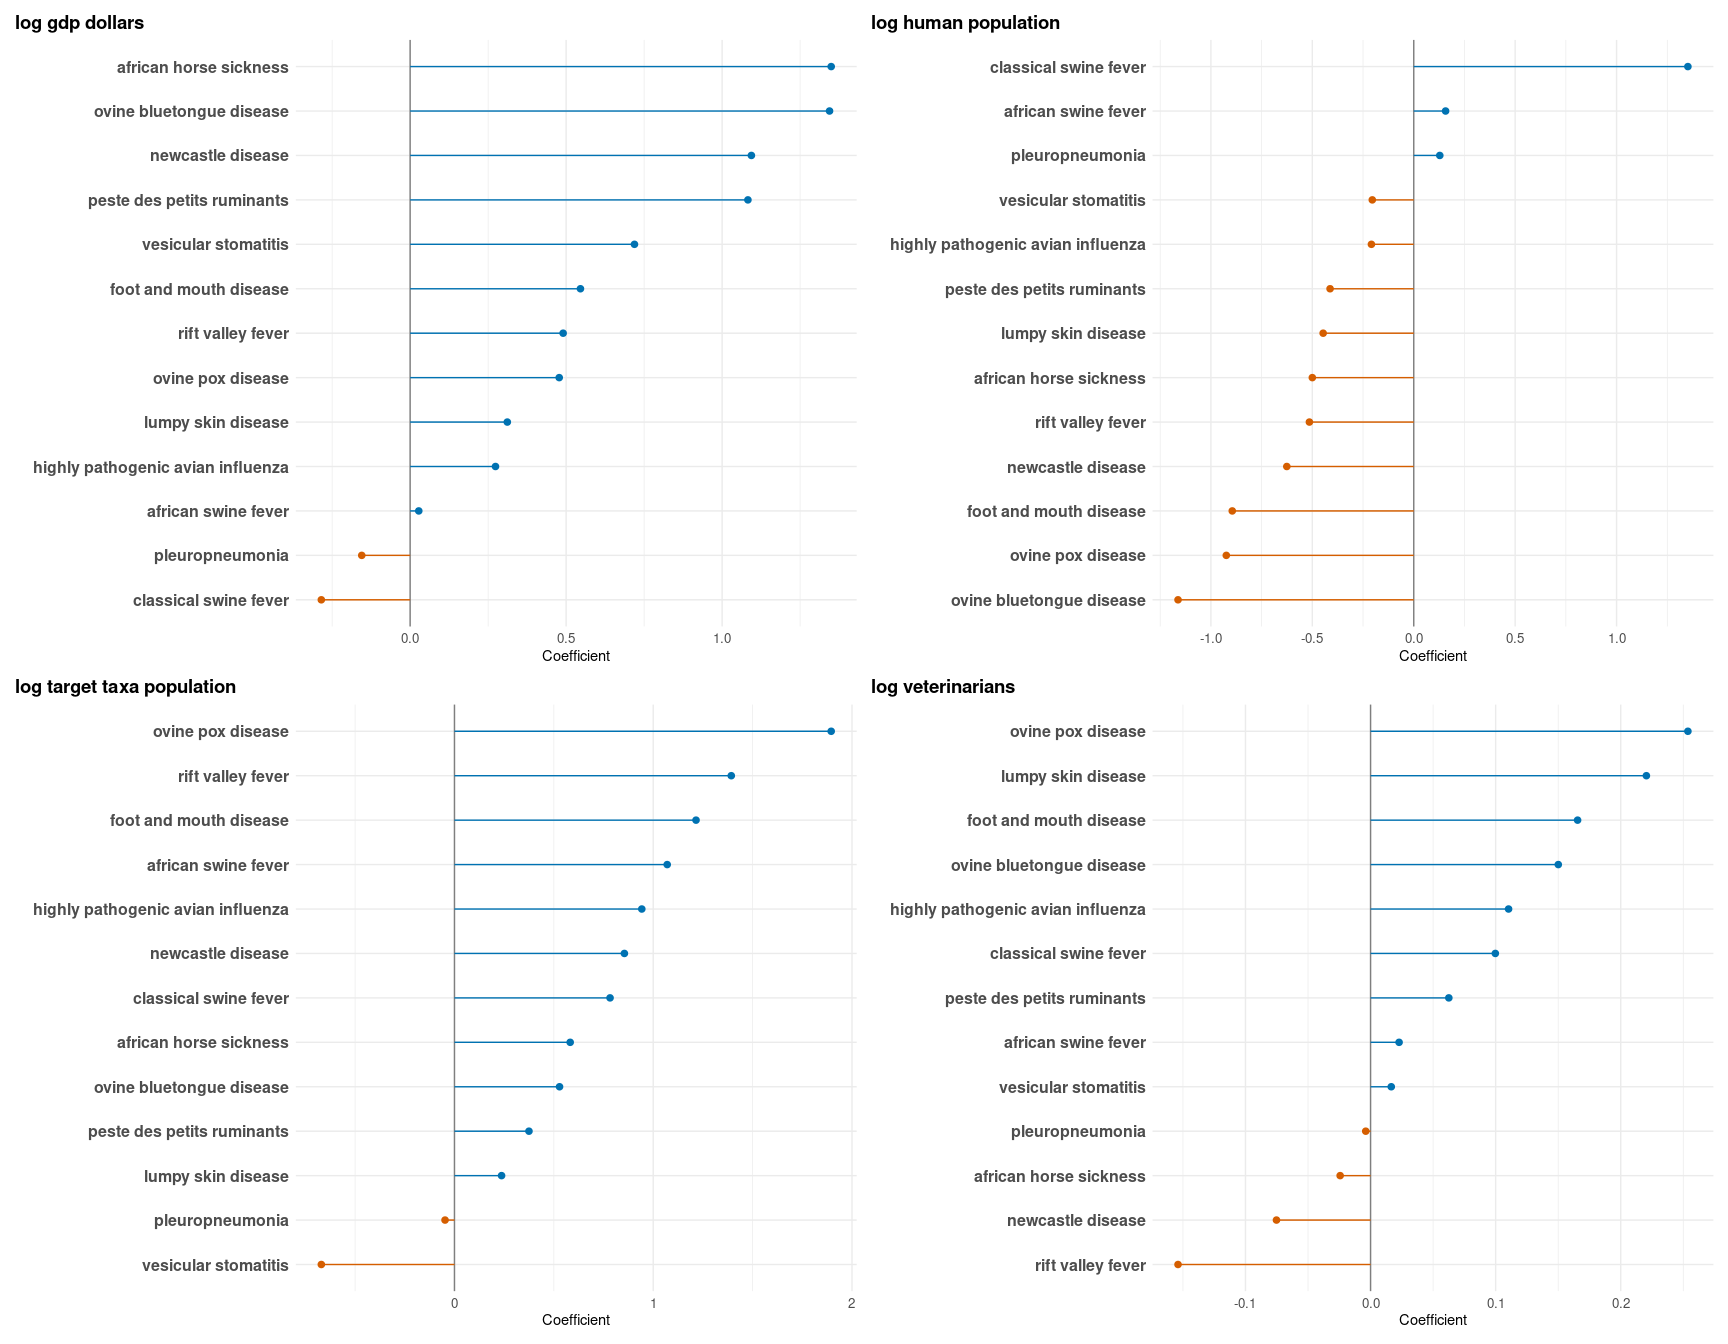 log gdp dollars
african horse sickness
ovine bluetongue disease
newcastle disease
peste des petits ruminants
vesicular stomatitis
foot and mouth disease
rift valley fever
ovine pox disease
lumpy skin disease
highly pathogenic avian influenza
african swine fever
pleuropneumonia
classical swine fever
0.0 0.5 1.0
Coefficient
log human population
classical swine fever
african swine fever
pleuropneumonia
vesicular stomatitis
highly pathogenic avian influenza
peste des petits ruminants
lumpy skin disease
african horse sickness
rift valley fever
newcastle disease
foot and mouth disease
ovine pox disease
ovine bluetongue disease
-1.0 -0.5 0.0 0.5 1.0
Coefficient
log target taxa population
ovine pox disease
rift valley fever
foot and mouth disease
african swine fever
highly pathogenic avian influenza
newcastle disease
classical swine fever
african horse sickness
ovine bluetongue disease
peste des petits ruminants
lumpy skin disease
pleuropneumonia
vesicular stomatitis
0 1 2
Coefficient
log veterinarians
ovine pox disease
lumpy skin disease
foot and mouth disease
ovine bluetongue disease
highly pathogenic avian influenza
classical swine fever
peste des petits ruminants
african swine fever
vesicular stomatitis
pleuropneumonia
african horse sickness
newcastle disease
rift valley fever
-0.1 0.0 0.1 0.2
Coefficient